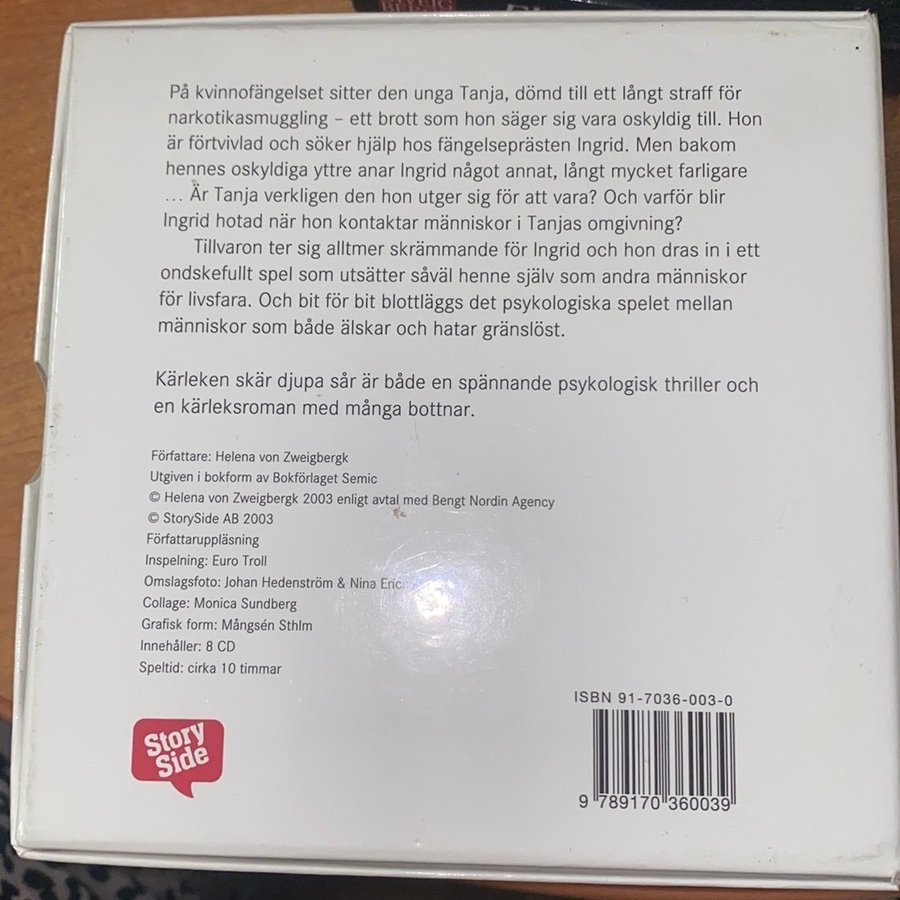 På kvinnofängelset sitter den unga Tanja, dömd till ett långt straff för
narkotikasmuggling – ett brott som hon säger sig vara oskyldig till. Hon
är förtvivlad och söker hjälp hos fängelseprästen Ingrid. Men bakom
hennes oskyldiga yttre anar Ingrid något annat, långt mycket farligare
... Är Tanja verkligen den hon utger sig för att vara? Och varför blir
Ingrid hotad när hon kontaktar människor i Tanjas omgivning?
Tillvaron ter sig alltmer skrämmande för Ingrid och hon dras in i ett
ondskefullt spel som utsätter såväl henne själv som andra människor
för livsfara. Och bit för bit blottläggs det psykologiska spelet mellan
människor som både älskar och hatar gränslöst.
Kärleken skär djupa sår är både en spännande psykologisk thriller och
en kärleksroman med många bottnar.
Författare: Helena von Zweigbergk
Utgiven i bokform av Bokförlaget Semic
© Helena von Zweigbergk 2003 enligt avtal med Bengt Nordin Agency
© StorySide AB 2003
Författaruppläsning
Inspelning: Euro Troll
Omslagsfoto: Johan Hedenström & Nina
Collage: Monica Sundberg
Grafisk form: Mångsén Sthlm
Innehåller: 8 CD
Speltid: cirka 10 timmar
Story
Side
ISBN 91-7036-003-0
9 789170 360039